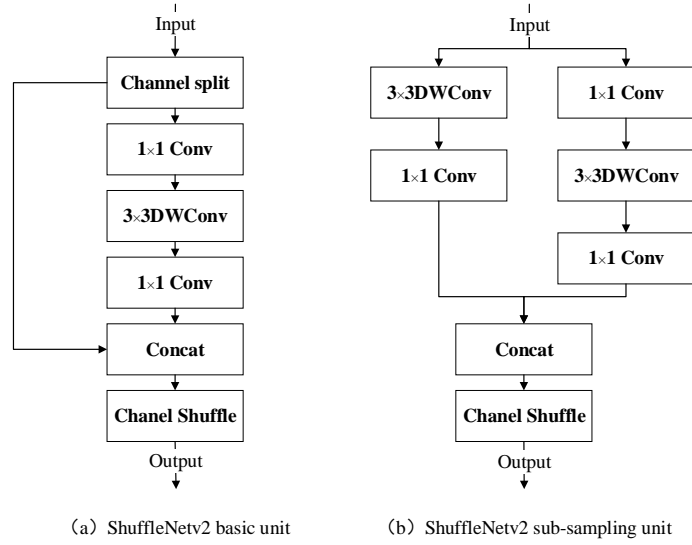 Input
Channel split
1×1 Conv
3×3DWConv
1×1 Conv
Concat
Chanel Shuffle
Output
(a) ShuffleNetv2 basic unit
Input
3×3DWConv
1×1 Conv
1×1 Conv
3×3DWConv
1×1 Conv
Concat
Chanel Shuffle
Output
(b) ShuffleNetv2 sub-sampling unit